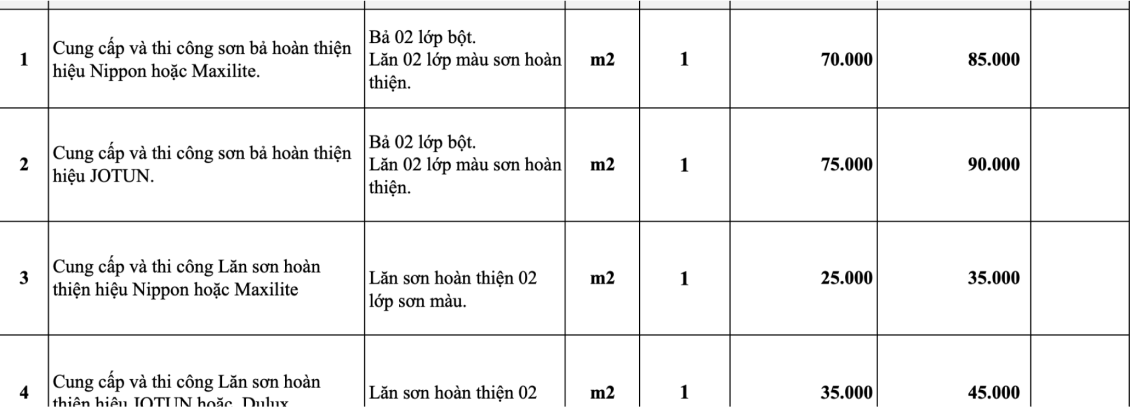 1
Cung cấp và thi công sơn bả hoàn thiện
hiệu Nippon hoặc Maxilite.
Bả 02 lớp bột.
Lăn 02 lớp màu sơn hoàn
thiện.
m2
1
70.000
85.000
2
Cung cấp và thi công sơn bả hoàn thiện
hiệu JOTUN.
Bả 02 lớp bột.
Lăn 02 lớp màu sơn hoàn
thiện.
m2
1
75.000
90.000
3
Cung cấp và thi công Lăn sơn hoàn
thiện hiệu Nippon hoặc Maxilite
Lăn sơn hoàn thiện 02
lớp sơn màu.
m2
1
25.000
35.000
4
Cung cấp và thi công Lăn sơn hoàn
thiện hiệu JOTUN hoặc Dulux
Lăn sơn hoàn thiện 02
m2
1
35.000
45.000